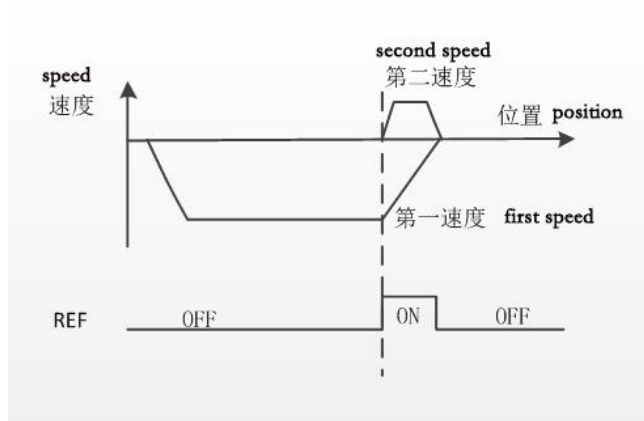 second speed
第二速度
speed
速度
位置 position
第一速度 first speed
REF
OFF
ON
OFF